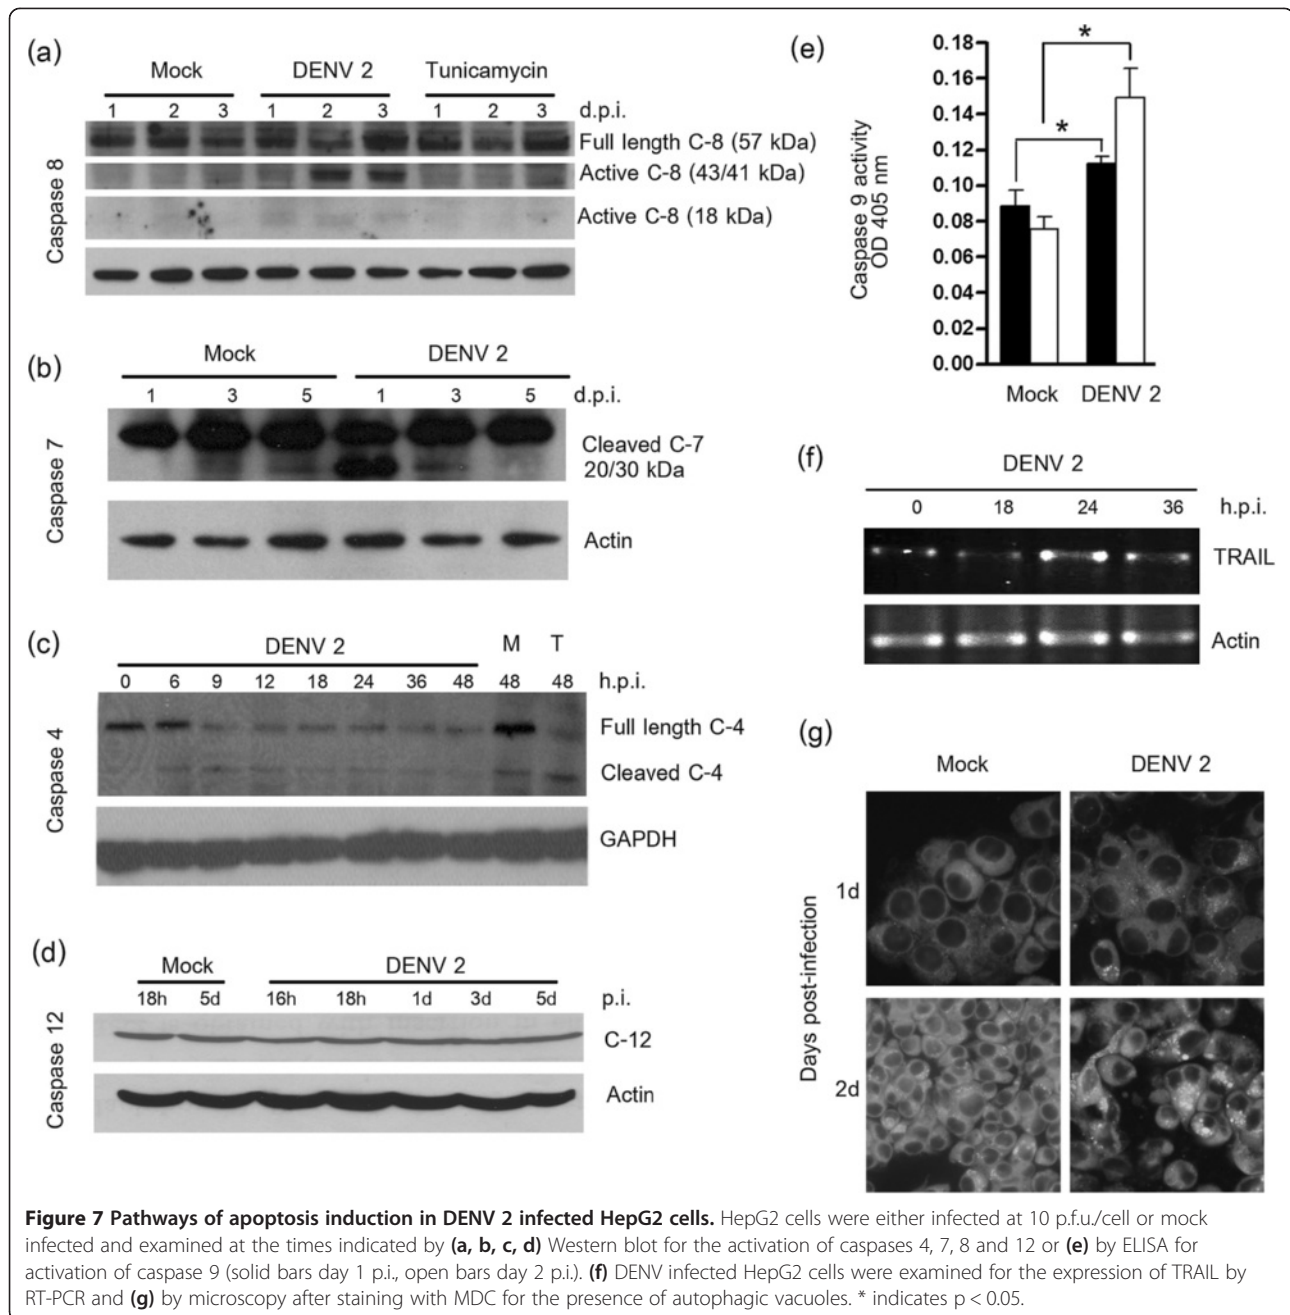 (a)
Mock DENV 2 Tunicamycin
1 2 3 1 2 3 1 2 3 d.p.i.
Caspase 8
Full length C-8 (57 kDa)
Active C-8 (43/41 kDa)
Active C-8 (18 kDa)
(b)
Mock DENV 2
1 3 5 1 3 5 d.p.i.
Caspase 7
Cleaved C-7
20/30 kDa
Actin
(c)
DENV 2 M T
0 6 9 12 18 24 36 48 48 48 h.p.i.
Caspase 4
Full length C-4
Cleaved C-4
GAPDH
(d)
Mock DENV 2
18h 5d 16h 18h 1d 3d 5d p.i.
Caspase 12
C-12
Actin
(e)
Caspase 9 activity
OD 405 nm
0.18
0.16
0.14
0.12
0.10
0.08
0.06
0.04
0.02
0.00
*
*
Mock DENV 2
(f)
DENV 2
0 18 24 36 h.p.i.
TRAIL
Actin
(g)
Mock DENV 2
Days post-infection
1d
2d
Figure 7 Pathways of apoptosis induction in DENV 2 infected HepG2 cells. HepG2 cells were either infected at 10 p.f.u./cell or mock
infected and examined at the times indicated by (a, b, c, d) Western blot for the activation of caspases 4, 7, 8 and 12 or (e) by ELISA for
activation of caspase 9 (solid bars day 1 p.i., open bars day 2 p.i.). (f) DENV infected HepG2 cells were examined for the expression of TRAIL by
RT-PCR and (g) by microscopy after staining with MDC for the presence of autophagic vacuoles. * indicates p < 0.05.